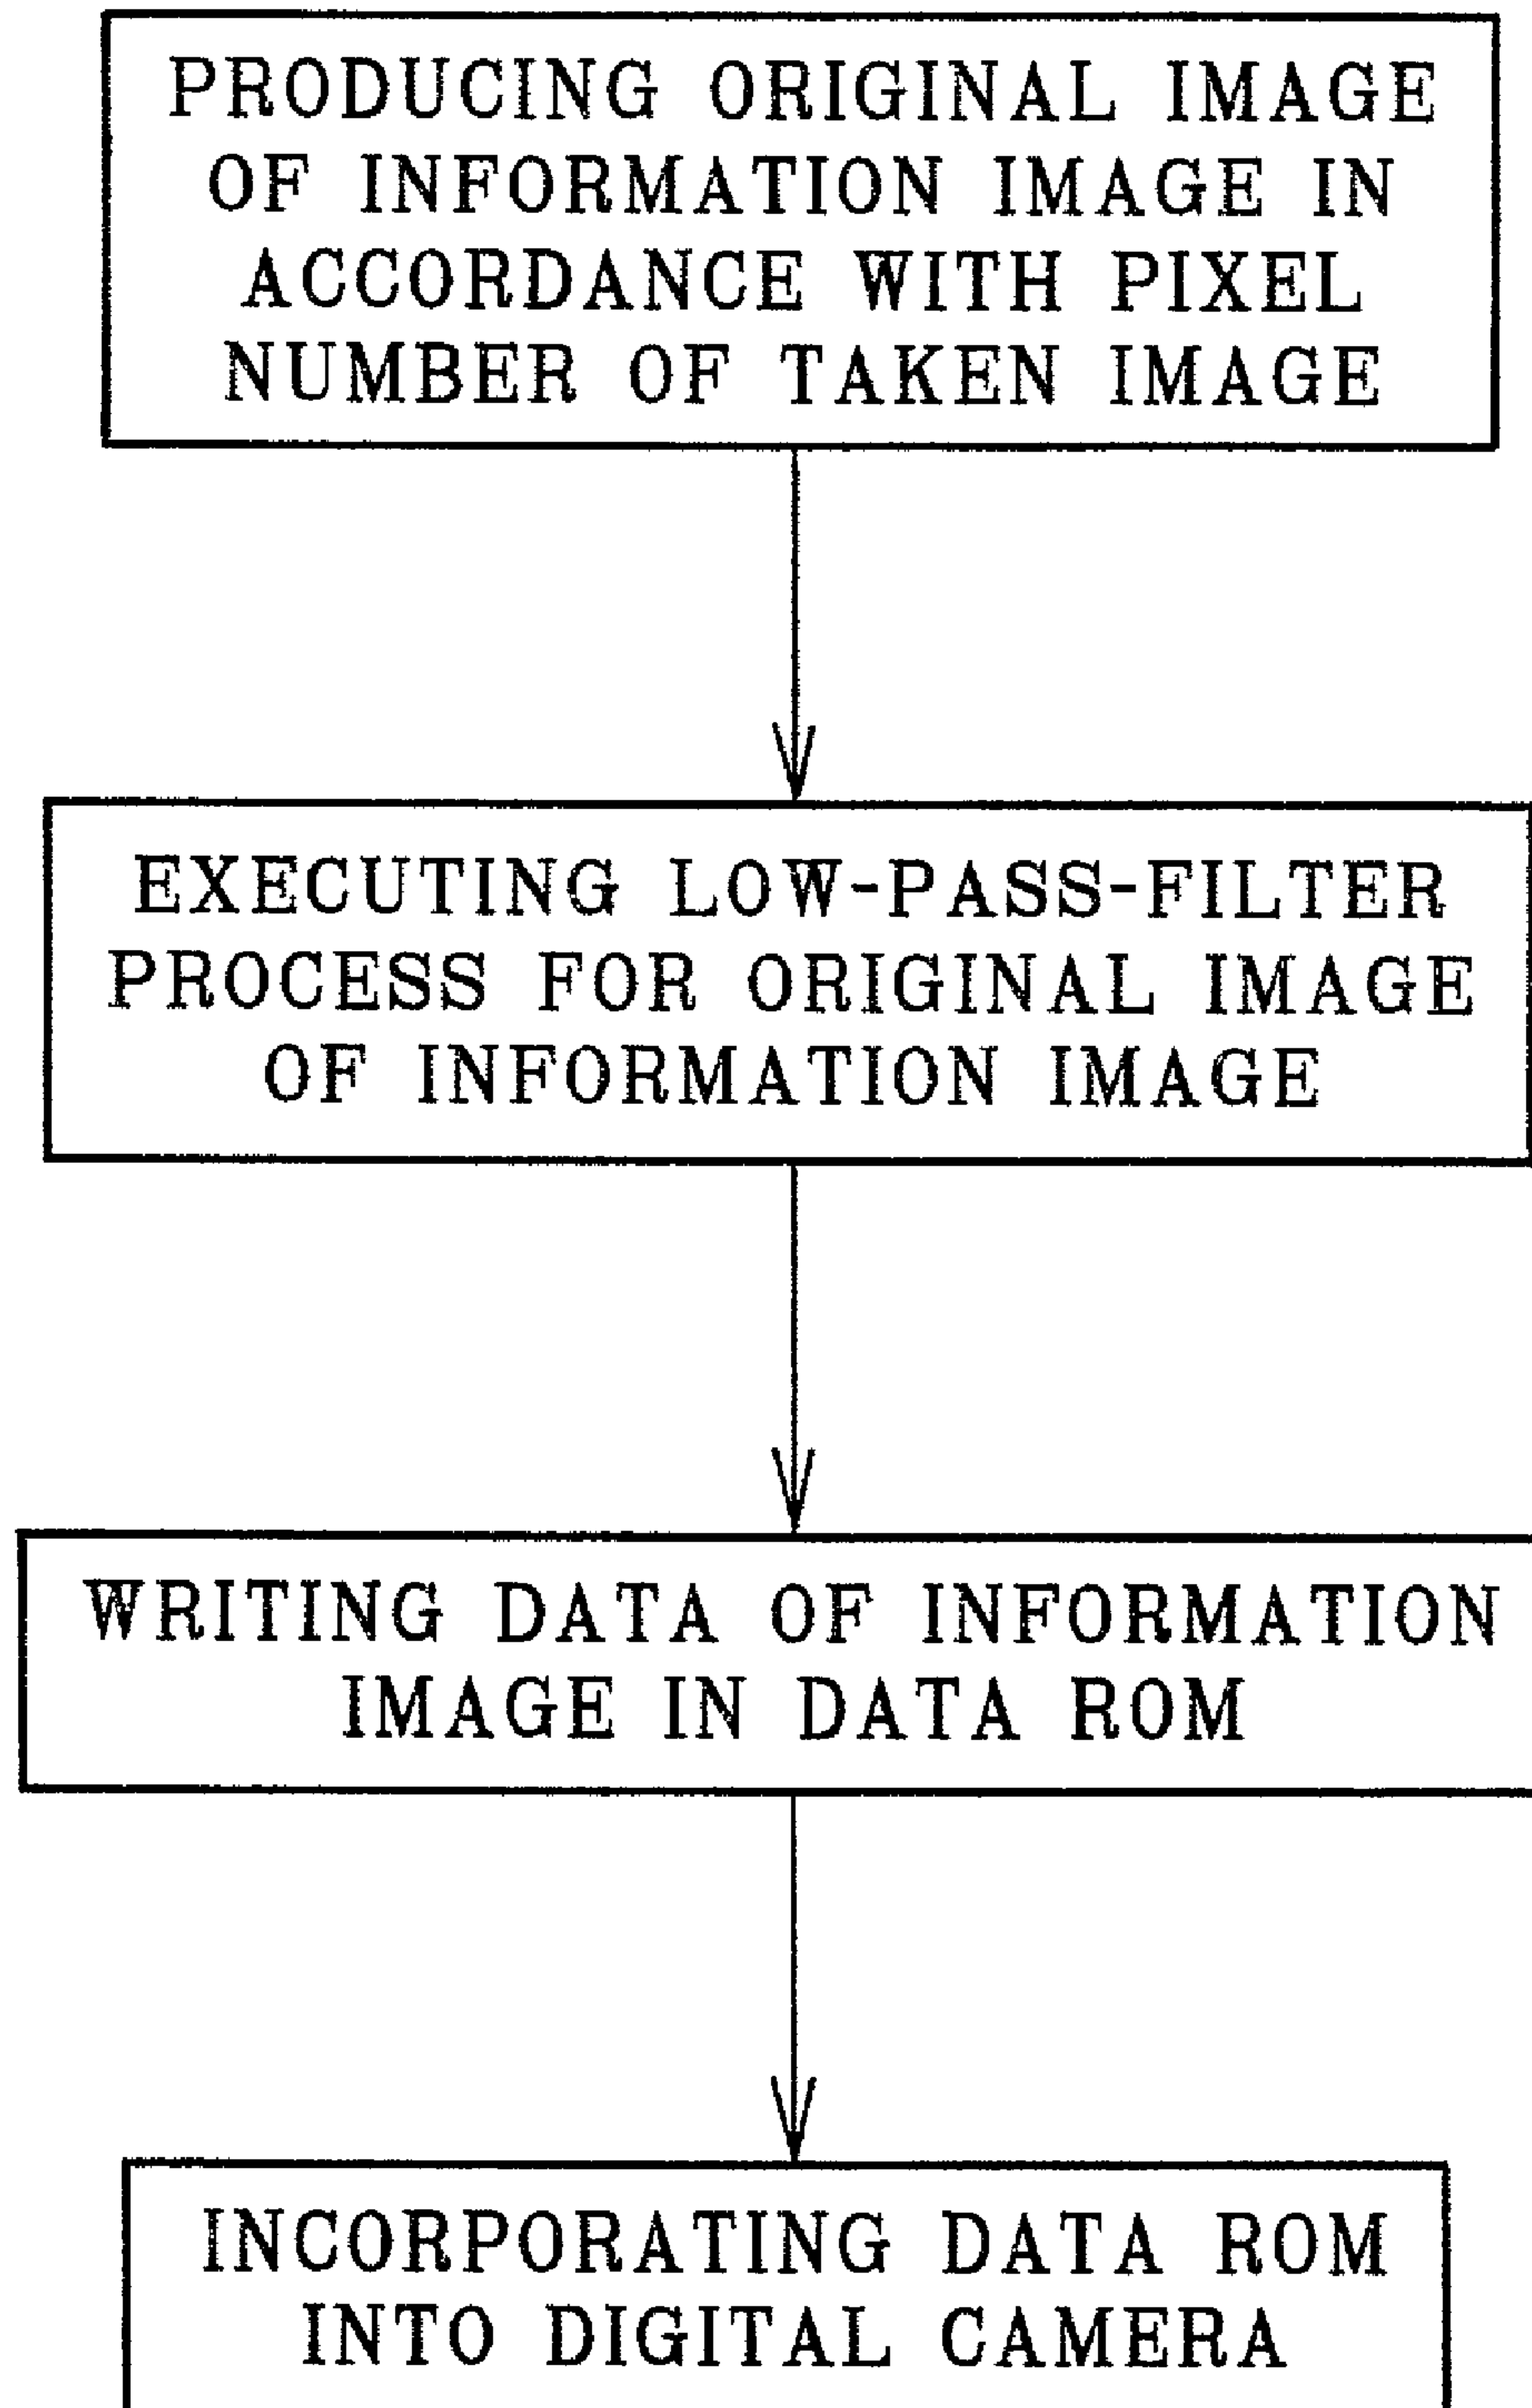 PRODUCING ORIGINAL IMAGE
OF INFORMATION IMAGE IN
ACCORDANCE WITH PIXEL
NUMBER OF TAKEN IMAGE
EXECUTING LOW-PASS-FILTER
PROCESS FOR ORIGINAL IMAGE
OF INFORMATION IMAGE
WRITING DATA OF INFORMATION
IMAGE IN DATA ROM
INCORPORATING DATA ROM
INTO DIGITAL CAMERA